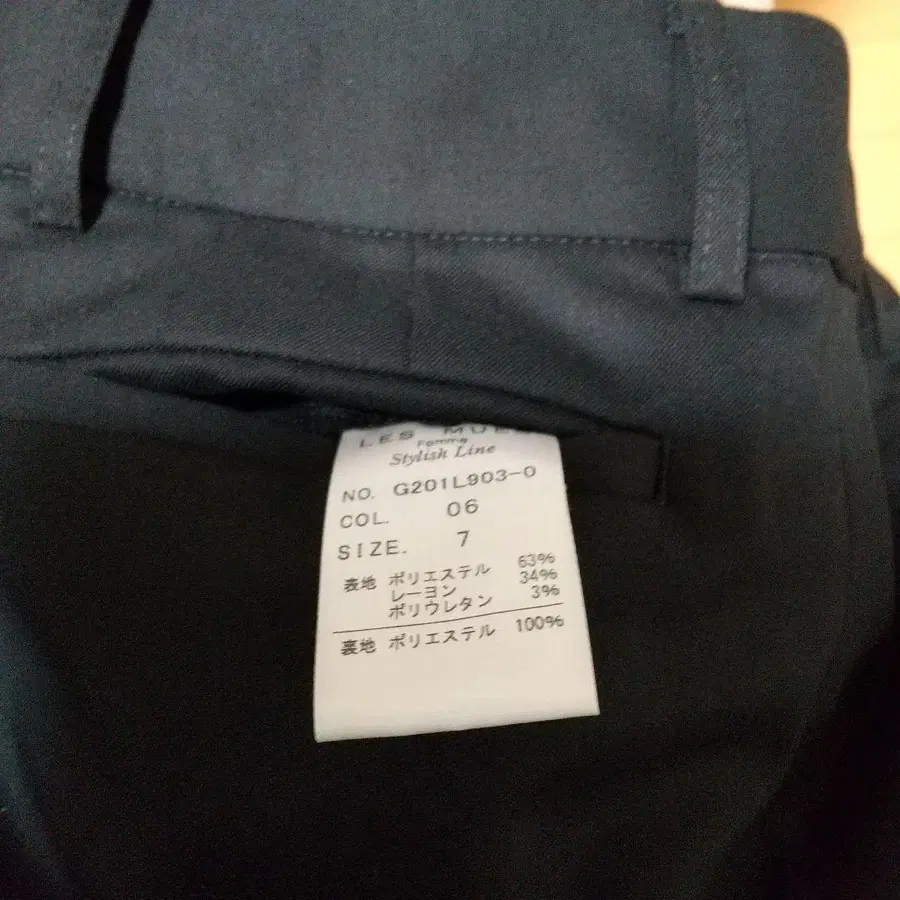 LES
Femme
Stylish Line
NO. G201L903-0
COL. 06
SIZE. 7
表地 ポリエステル 63%
レーヨン 34%
ポリウレタン 3%
裏地 ポリエステル 100%